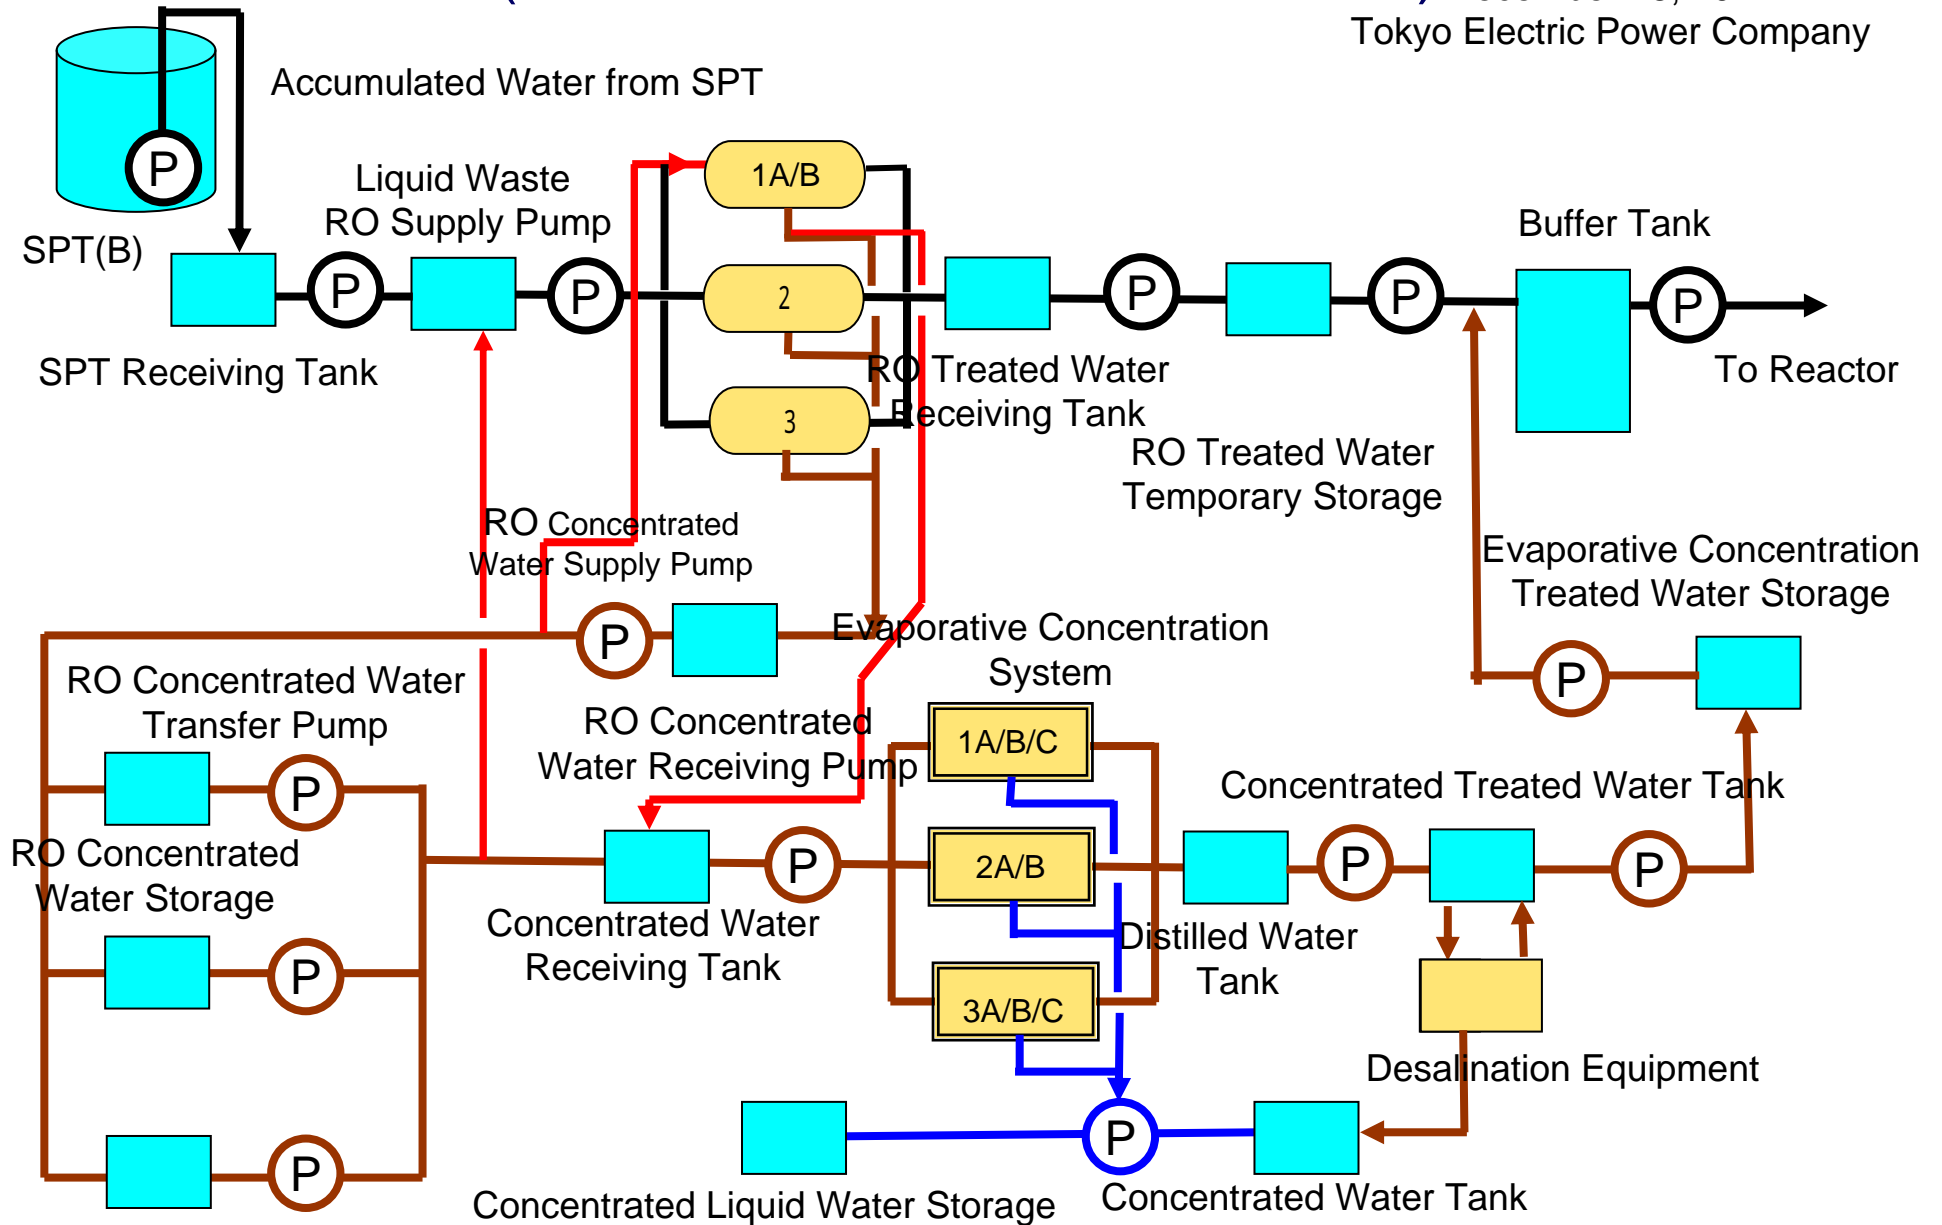 Tokyo Electric Power Company
Accumulated Water from SPT
P
SPT(B)
Liquid Waste
RO Supply Pump
1A/B
2
3
P
P
P
P
P
Buffer Tank
To Reactor
SPT Receiving Tank
RO Treated Water
Receiving Tank
RO Treated Water
Temporary Storage
RO Concentrated
Water Supply Pump
P
Evaporative Concentration
Treated Water Storage
P
Evaporative Concentration
System
RO Concentrated Water
Transfer Pump
P
RO Concentrated
Water Receiving Pump
1A/B/C
2A/B
3A/B/C
Concentrated Treated Water Tank
RO Concentrated
Water Storage
P
P
P
P
P
Concentrated Water
Receiving Tank
Distilled Water
Tank
Desalination Equipment
P
Concentrated Liquid Water Storage
Concentrated Water Tank